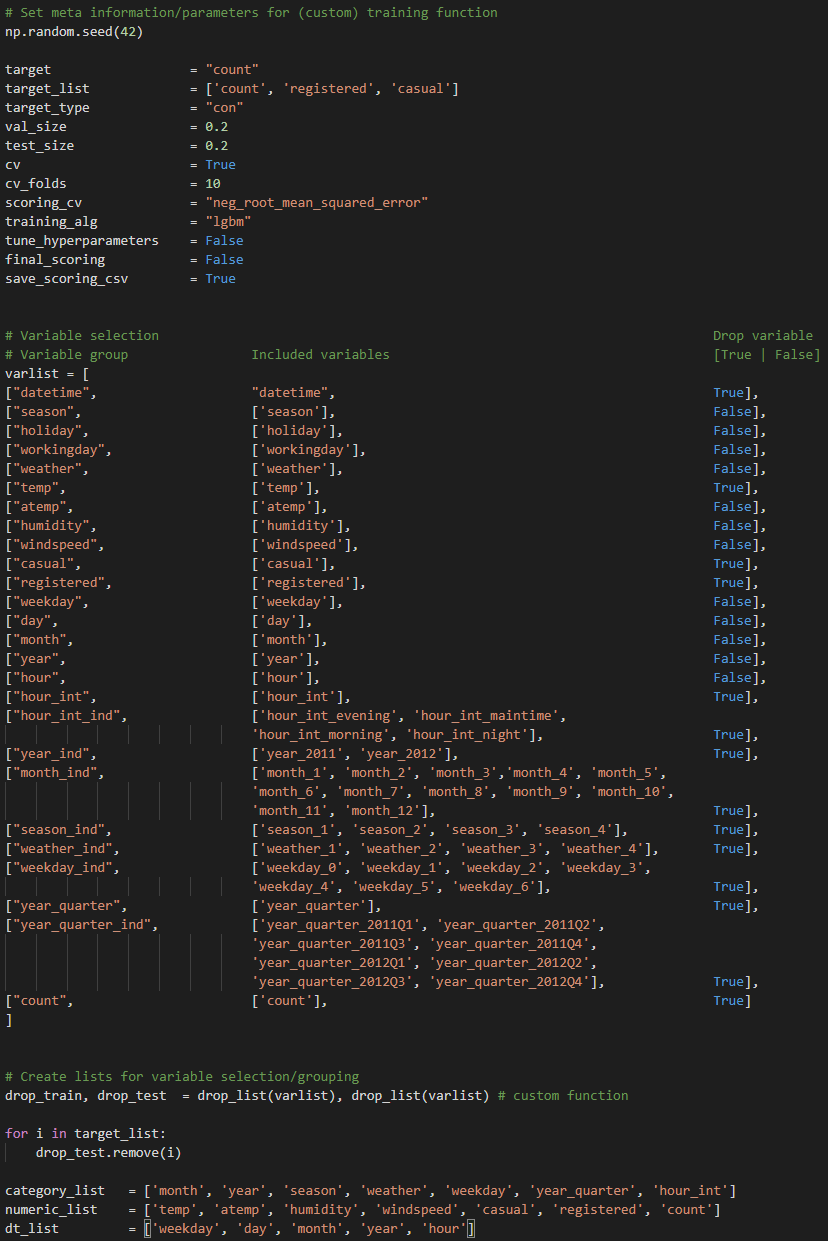 # Set meta information/parameters for (custom) training function
np.random.seed(42)

target                  = "count"
target_list             = ['count', 'registered', 'casual']
target_type             = "con"
val_size                = 0.2
test_size               = 0.2
cv                      = True
cv_folds                = 10
scoring_cv              = "neg_root_mean_squared_error"
training_alg            = "lgbm"
tune_hyperparameters    = False
final_scoring           = False
save_scoring_csv        = True

# Variable selection                                                                        Drop variable
# Variable group                Included variables                                          [True | False]
varlist = [
["datetime",                    "datetime",                                                 True],
["season",                      ['season'],                                                 False],
["holiday",                     ['holiday'],                                                False],
["workingday",                  ['workingday'],                                             False],
["weather",                     ['weather'],                                                False],
["temp",                        ['temp'],                                                   True],
["atemp",                       ['atemp'],                                                  False],
["humidity",                    ['humidity'],                                               False],
["windspeed",                   ['windspeed'],                                              False],
["casual",                      ['casual'],                                                 True],
["registered",                  ['registered'],                                             True],
["weekday",                     ['weekday'],                                                False],
["day",                         ['day'],                                                    False],
["month",                       ['month'],                                                  False],
["year",                        ['year'],                                                   False],
["hour",                        ['hour'],                                                   False],
["hour_int",                    ['hour_int'],                                               True],
["hour_int_ind",                ['hour_int_evening', 'hour_int_maintime',
                                'hour_int_morning', 'hour_int_night'],                      True],
["year_ind",                    ['year_2011', 'year_2012'],                                 True],
["month_ind",                   ['month_1', 'month_2', 'month_3','month_4', 'month_5',
                                'month_6', 'month_7', 'month_8', 'month_9', 'month_10',
                                'month_11', 'month_12'],                                    True],
["season_ind",                  ['season_1', 'season_2', 'season_3', 'season_4'],           True],
["weather_ind",                 ['weather_1', 'weather_2', 'weather_3', 'weather_4'],       True],
["weekday_ind",                 ['weekday_0', 'weekday_1', 'weekday_2', 'weekday_3',
                                'weekday_4', 'weekday_5', 'weekday_6'],                     True],
["year_quarter",                ['year_quarter'],                                           True],
["year_quarter_ind",            ['year_quarter_2011Q1', 'year_quarter_2011Q2',
                                'year_quarter_2011Q3', 'year_quarter_2011Q4',
                                'year_quarter_2012Q1', 'year_quarter_2012Q2',
                                'year_quarter_2012Q3', 'year_quarter_2012Q4'],              True],
["count",                       ['count'],                                                  True]
]

# Create lists for variable selection/grouping
drop_train, drop_test  = drop_list(varlist), drop_list(varlist) # custom function

for i in target_list:
    drop_test.remove(i)

category_list   = ['month', 'year', 'season', 'weather', 'weekday', 'year_quarter', 'hour_int']
numeric_list    = ['temp', 'atemp', 'humidity', 'windspeed', 'casual', 'registered', 'count']
dt_list         = ['weekday', 'day', 'month', 'year', 'hour']